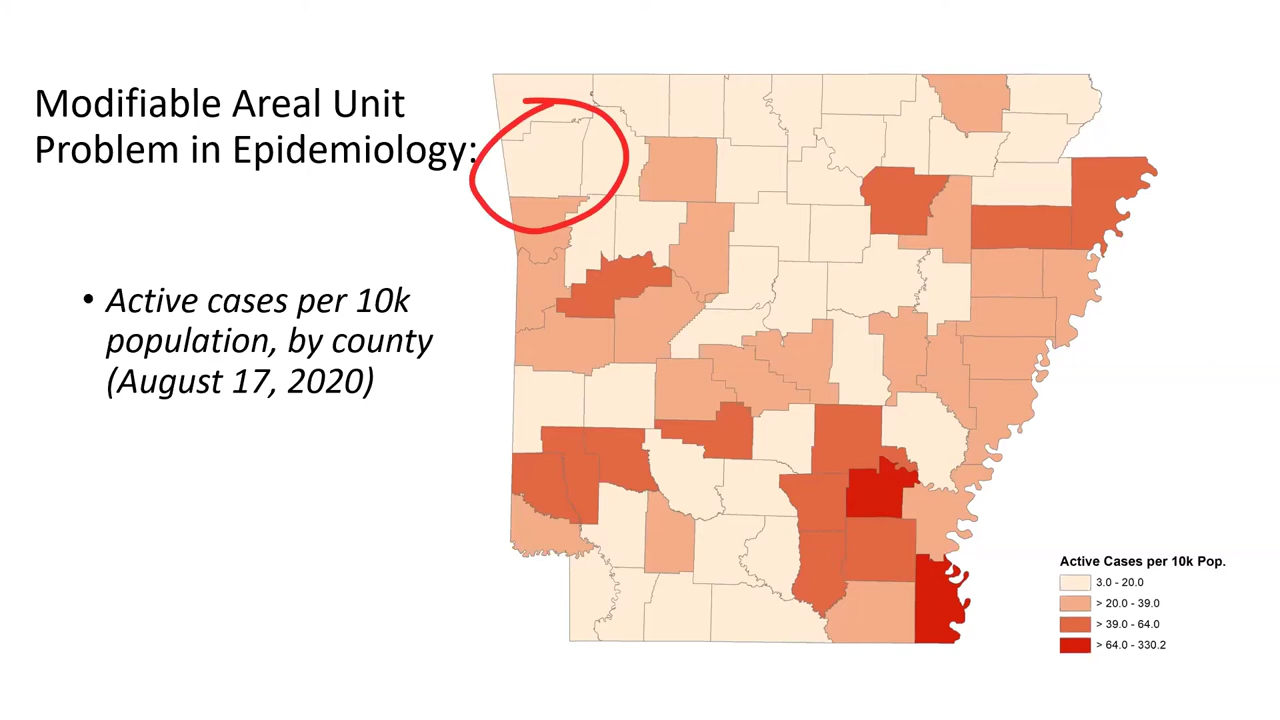 Modifiable Areal Unit
Problem in Epidemiology:
• Active cases per 10k
population, by county
(August 17, 2020)
Active Cases per 10k Pop.
3.0 - 20.0
> 20.0 - 39.0
> 39.0 - 64.0
> 64.0 - 330.2